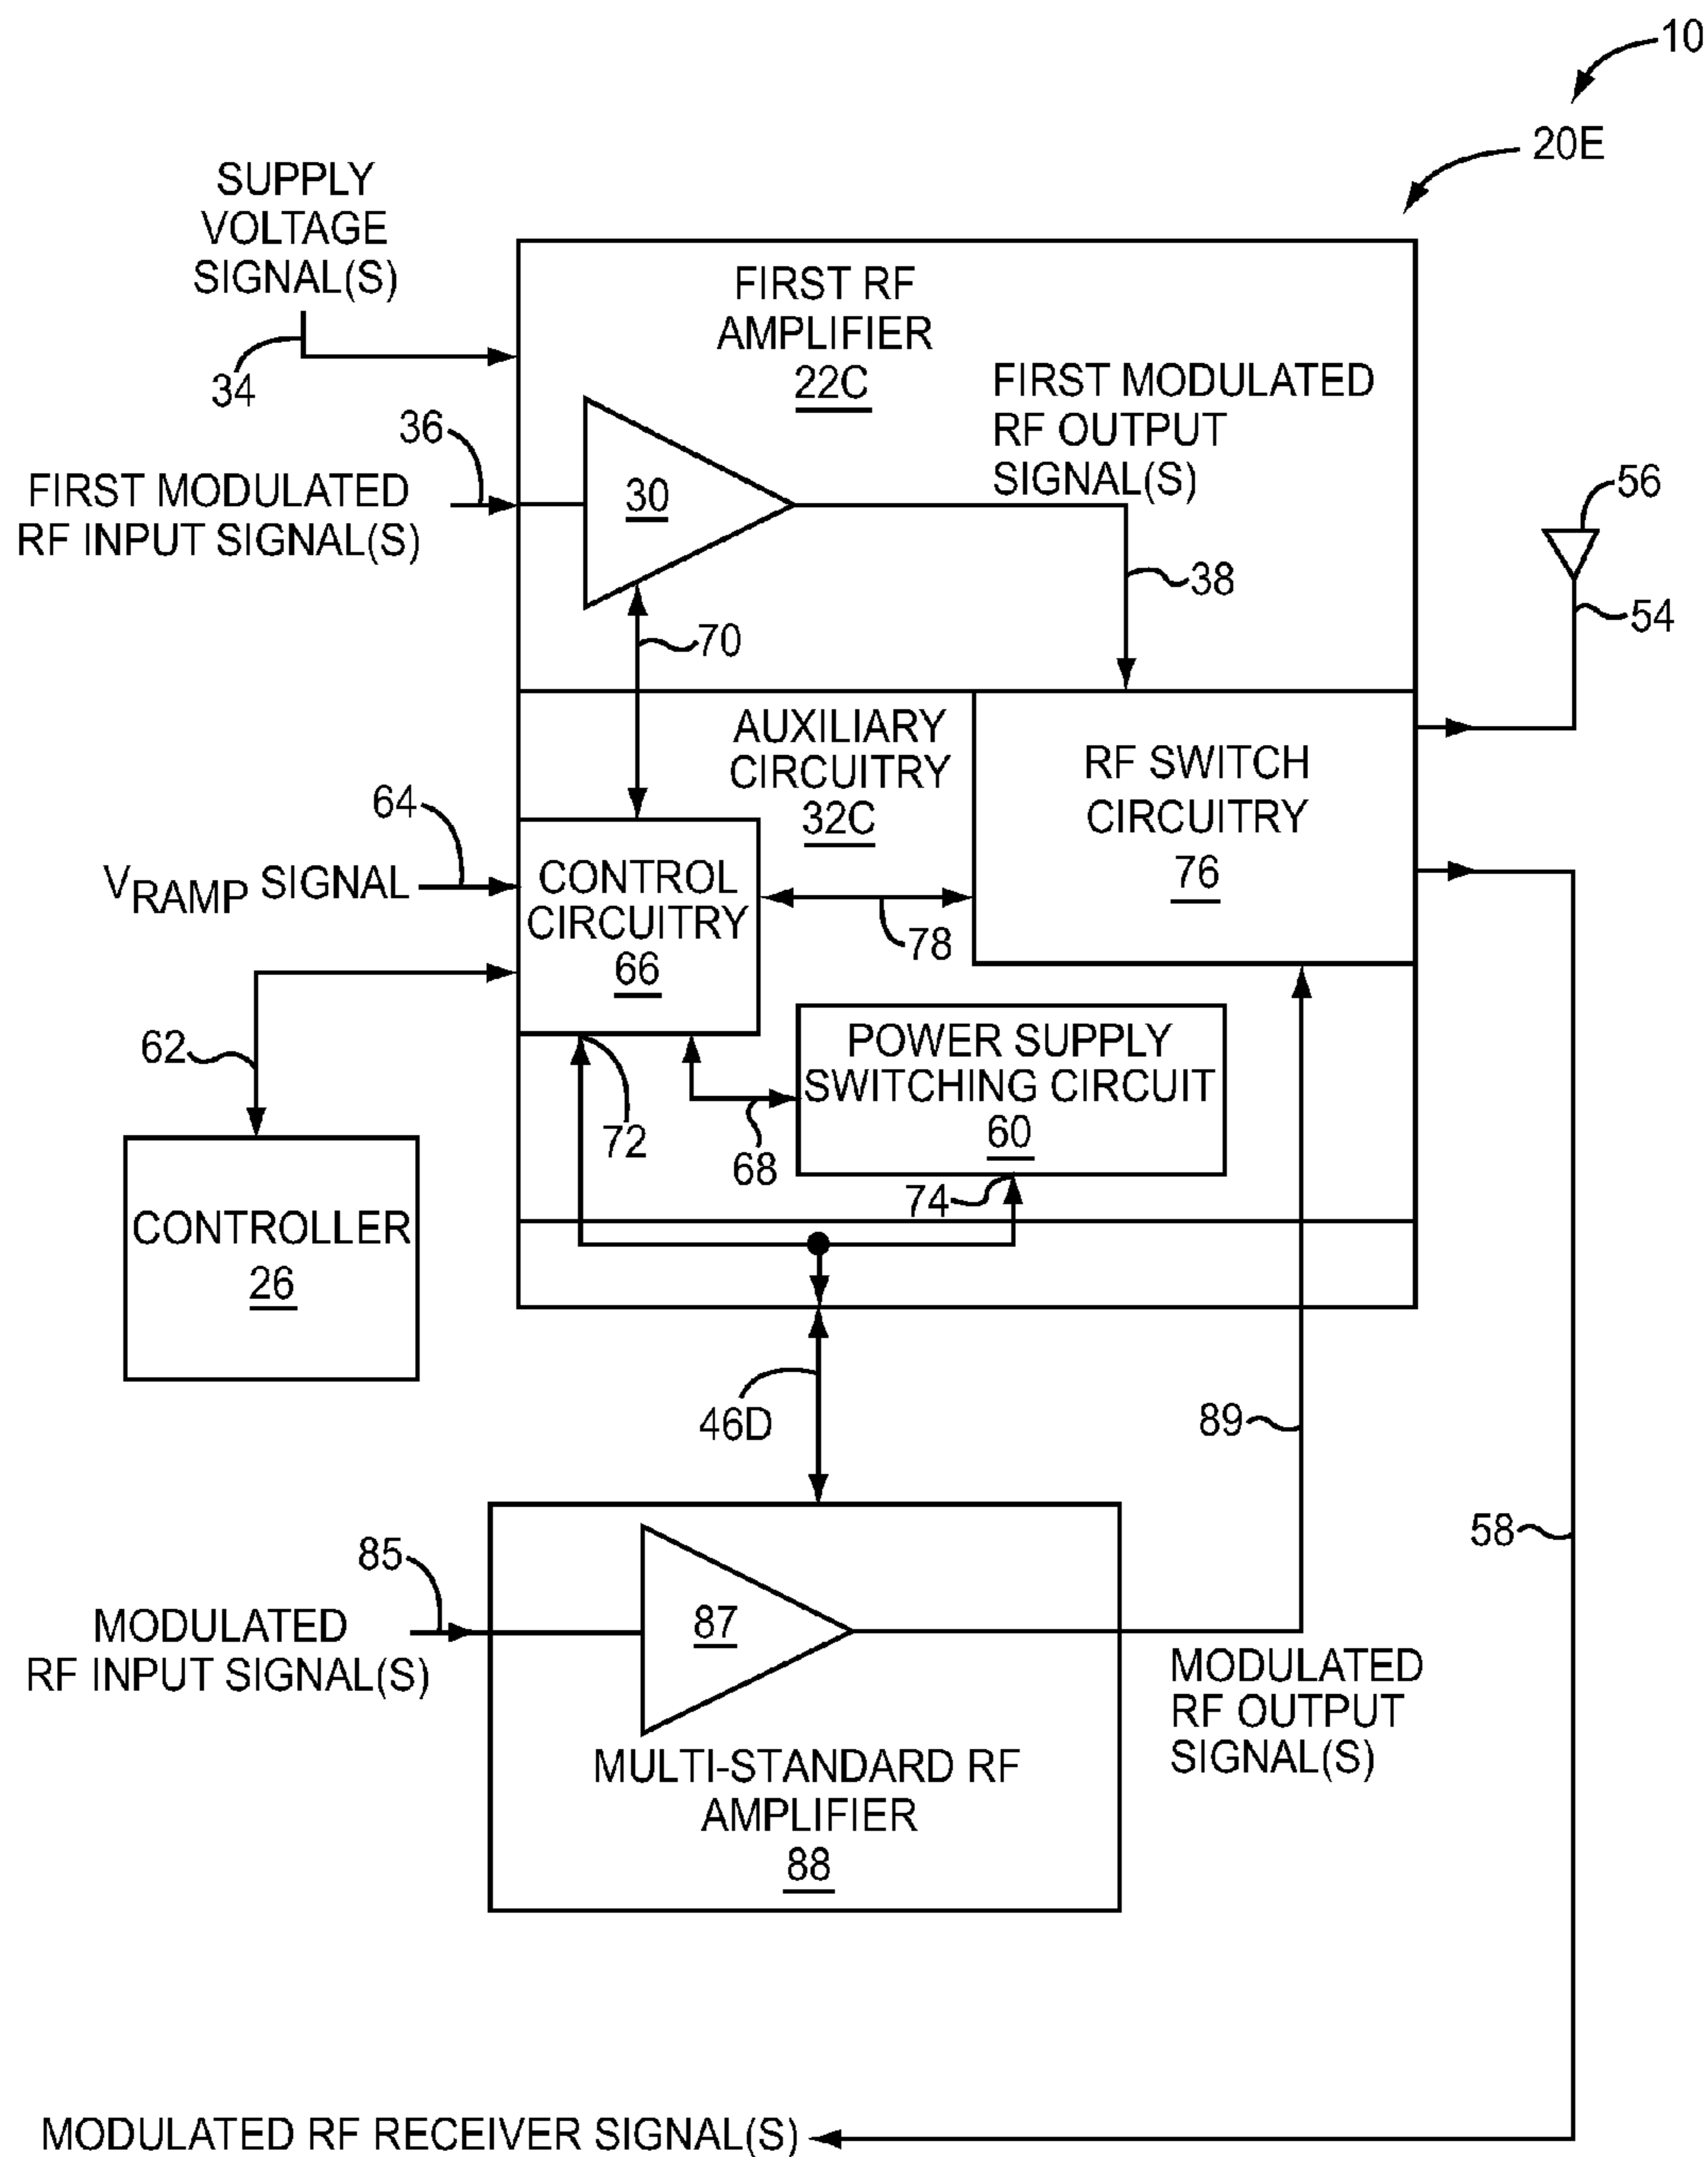 10
20E
SUPPLY
VOLTAGE
SIGNAL(S)
34
FIRST RF
AMPLIFIER
22C
FIRST MODULATED
RF OUTPUT
SIGNAL(S)
36
FIRST MODULATED
RF INPUT SIGNAL(S)
30
38
56
54
70
AUXILIARY
CIRCUITRY
32C
RF SWITCH
CIRCUITRY
76
64
VRAMP SIGNAL
CONTROL
CIRCUITRY
66
78
62
72
68
POWER SUPPLY
SWITCHING CIRCUIT
60
74
CONTROLLER
26
46D
89
58
85
MODULATED
RF INPUT SIGNAL(S)
87
MODULATED
RF OUTPUT
SIGNAL(S)
MULTI-STANDARD RF
AMPLIFIER
88
MODULATED RF RECEIVER SIGNAL(S)